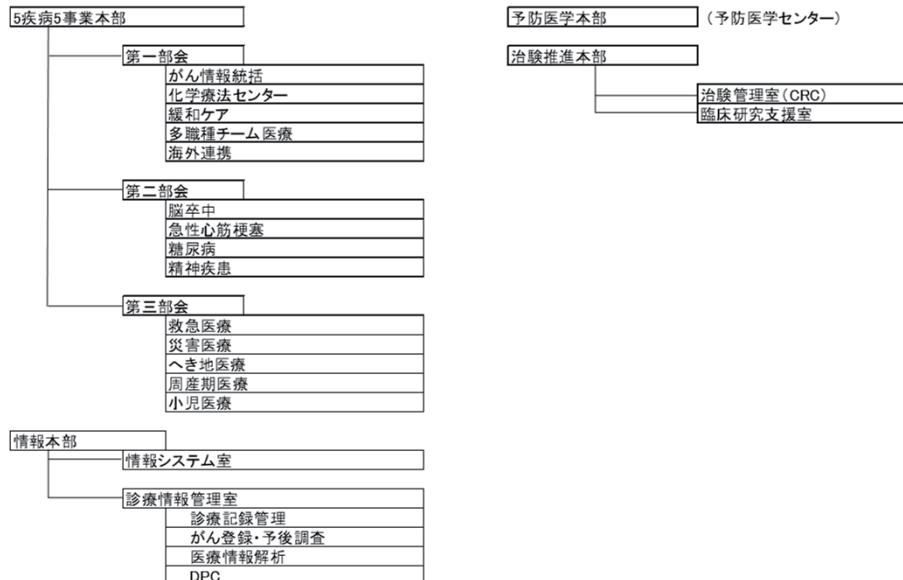 5疾病5事業本部
第一部会
がん情報統括
化学療法センター
緩和ケア
多職種チーム医療
海外連携
第二部会
脳卒中
急性心筋梗塞
糖尿病
精神疾患
第三部会
救急医療
災害医療
へき地医療
周産期医療
小児医療
情報本部
情報システム室
診療情報管理室
診療記録管理
がん登録・予後調査
医療情報解析
DPC
予防医学本部 (予防医学センター)
治験推進本部
治験管理室(CRC)
臨床研究支援室